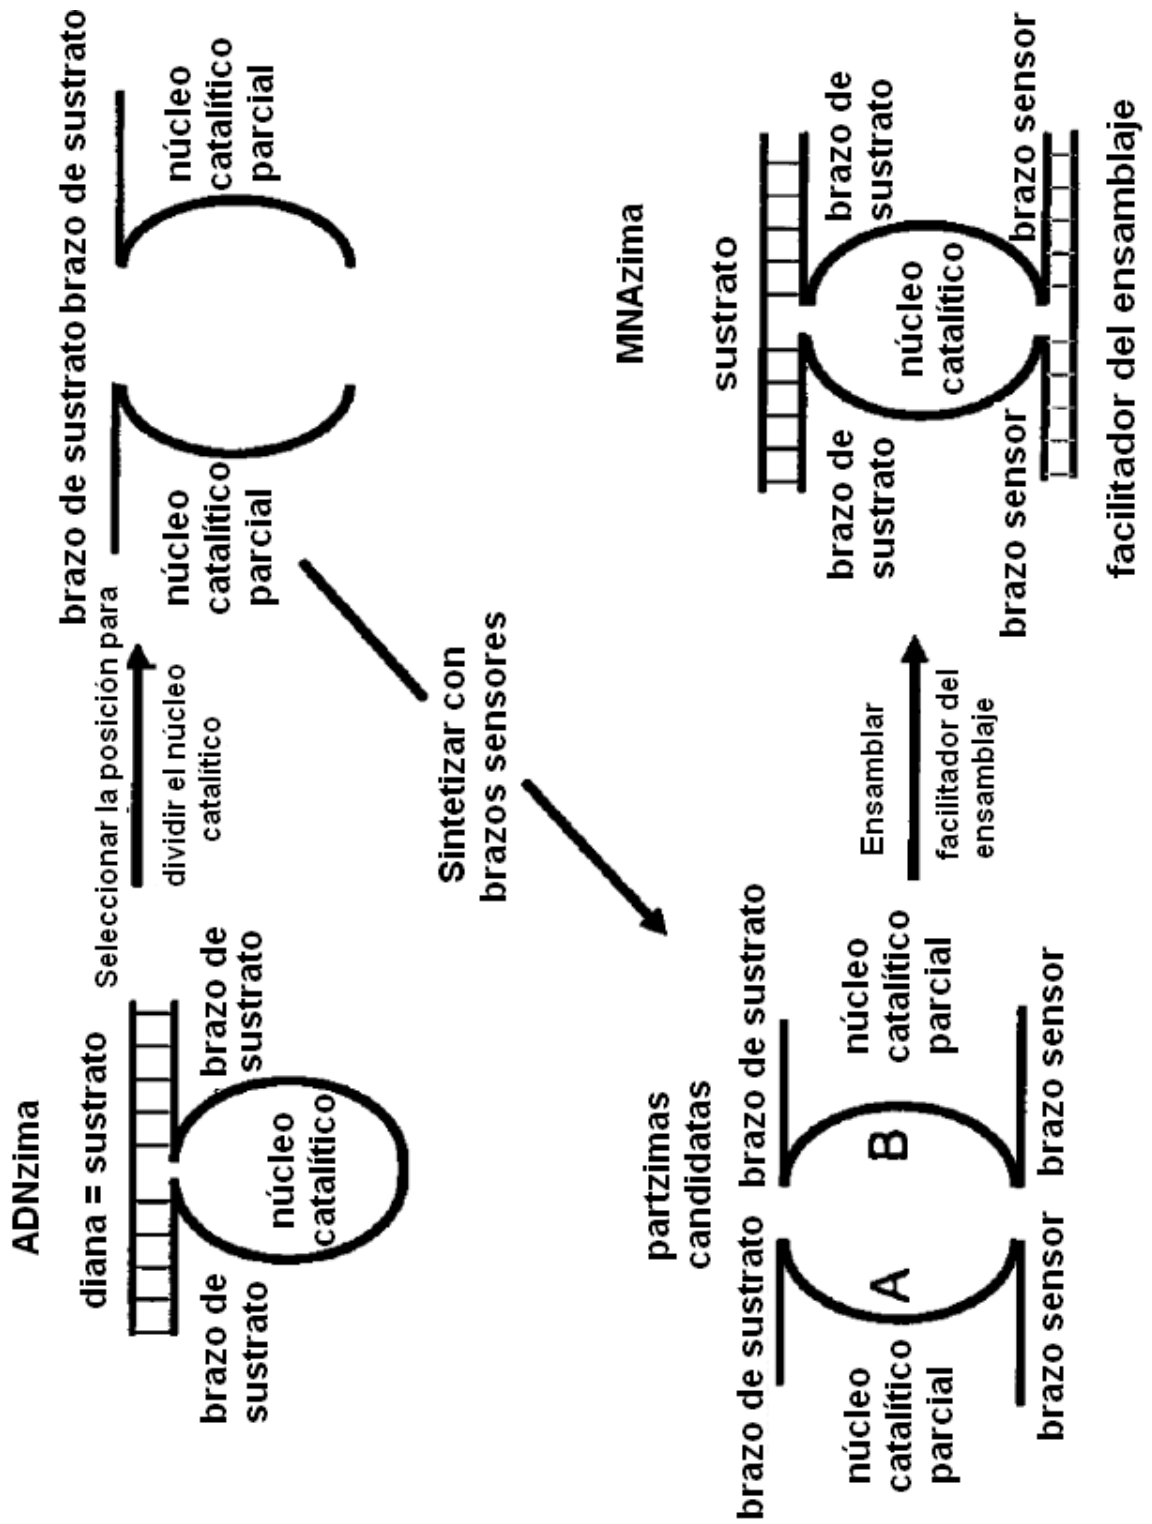 ADNzima
diana = sustrato
brazo de
sustrato
núcleo
catalítico
brazo de
sustrato
Seleccionar la posición para
dividir el núcleo
catalítico
brazo de sustrato
brazo de sustrato
núcleo
catalítico
parcial
núcleo
catalítico
parcial
Sintetizar con
brazos sensores
partzimas
candidatas
brazo de sustrato
brazo de sustrato
núcleo
catalítico
parcial
A
B
núcleo
catalítico
parcial
brazo sensor
brazo sensor
Ensamblar
facilitador del
ensamblaje
MNAzima
sustrato
brazo de
sustrato
brazo de
sustrato
núcleo
catalítico
brazo sensor
brazo sensor
facilitador del ensamblaje